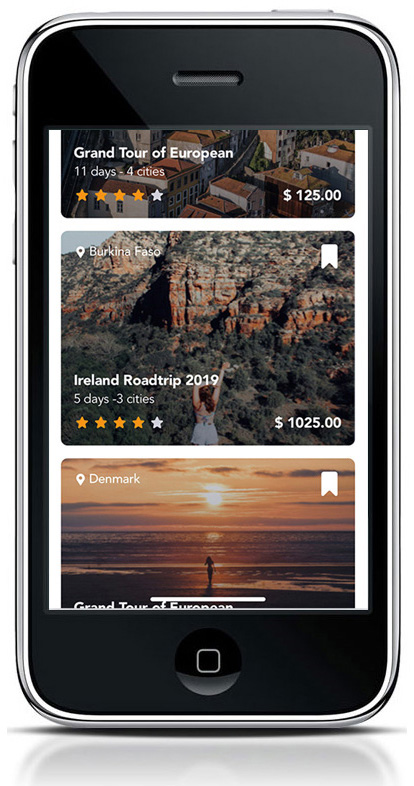 Grand Tour of European
11 days - 4 cities
$ 125.00
Burkina Faso
Ireland Roadtrip 2019
5 days -3 cities
$ 1025.00
Denmark
Grand Tour of European